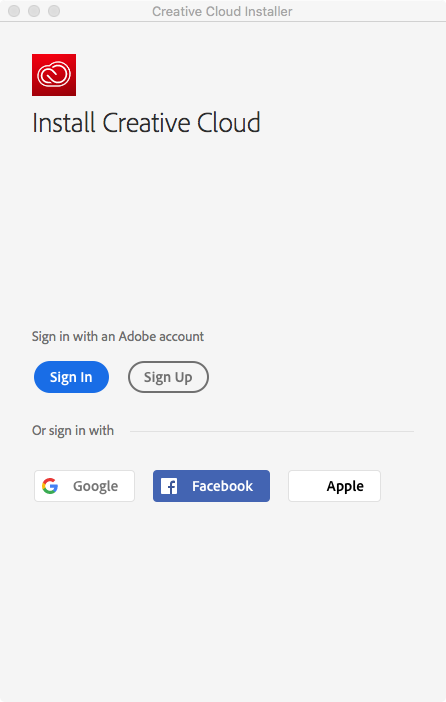 Creative Cloud Installer
Install Creative Cloud
Sign in with an Adobe account
Sign In Sign Up
Or sign in with
Google Facebook Apple